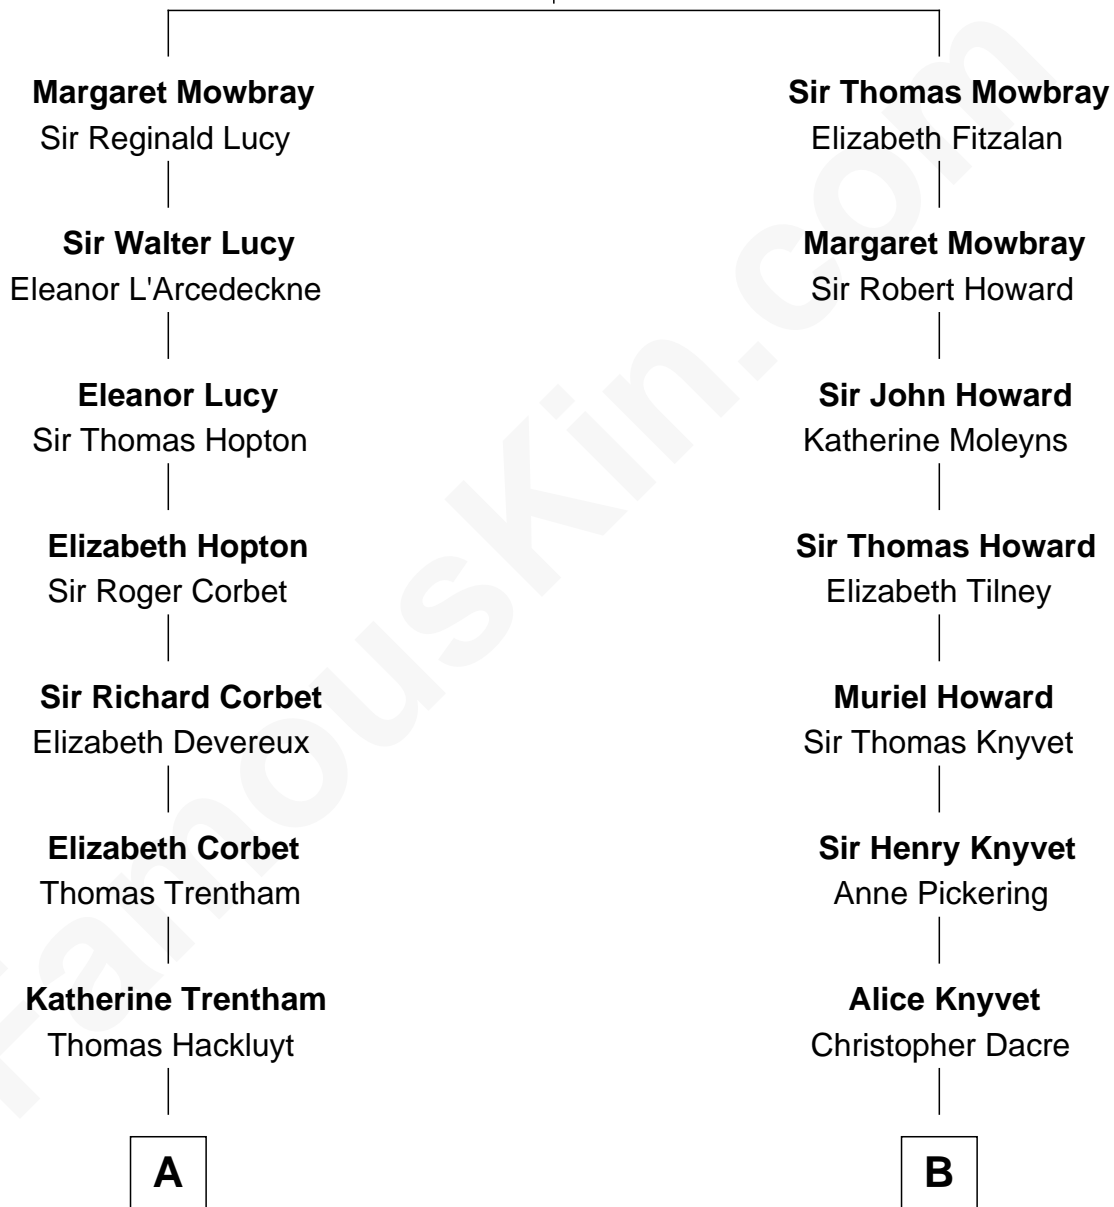 Margaret Mowbray
Sir Reginald Lucy
Sir Walter Lucy
Eleanor L'Arcedeckne
Eleanor Lucy
Sir Thomas Hopton
Elizabeth Hopton
Sir Roger Corbet
Sir Richard Corbet
Elizabeth Devereux
Elizabeth Corbet
Thomas Trentham
Katherine Trentham
Thomas Hackluyt
A
Sir Thomas Mowbray
Elizabeth Fitzalan
Margaret Mowbray
Sir Robert Howard
Sir John Howard
Katherine Moleyns
Sir Thomas Howard
Elizabeth Tilney
Muriel Howard
Sir Thomas Knyvet
Sir Henry Knyvet
Anne Pickering
Alice Knyvet
Christopher Dacre
B
FamousKin.com